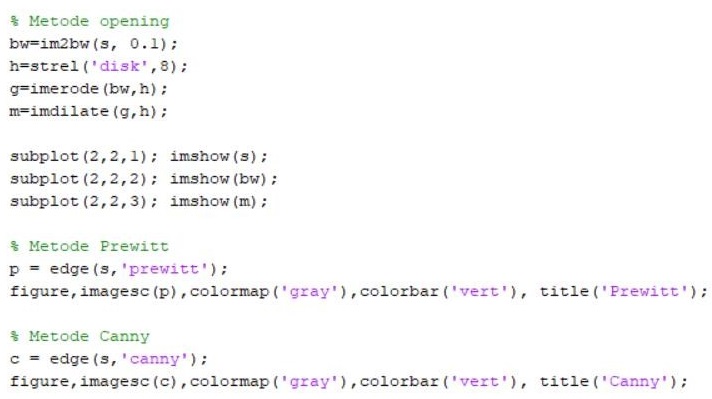 % Metode opening
bw=im2bw(s, 0.1);
h=strel('disk',8);
g=imerode(bw,h);
m=imdilate(g,h);
subplot(2,2,1); imshow(s);
subplot(2,2,2); imshow(bw);
subplot(2,2,3); imshow(m);
% Metode Prewitt
p = edge(s,'prewitt');
figure,imagesc(p),colormap('gray'),colorbar('vert'), title('Prewitt');
% Metode Canny
c = edge(s,'canny');
figure,imagesc(c),colormap('gray'),colorbar('vert'), title('Canny');